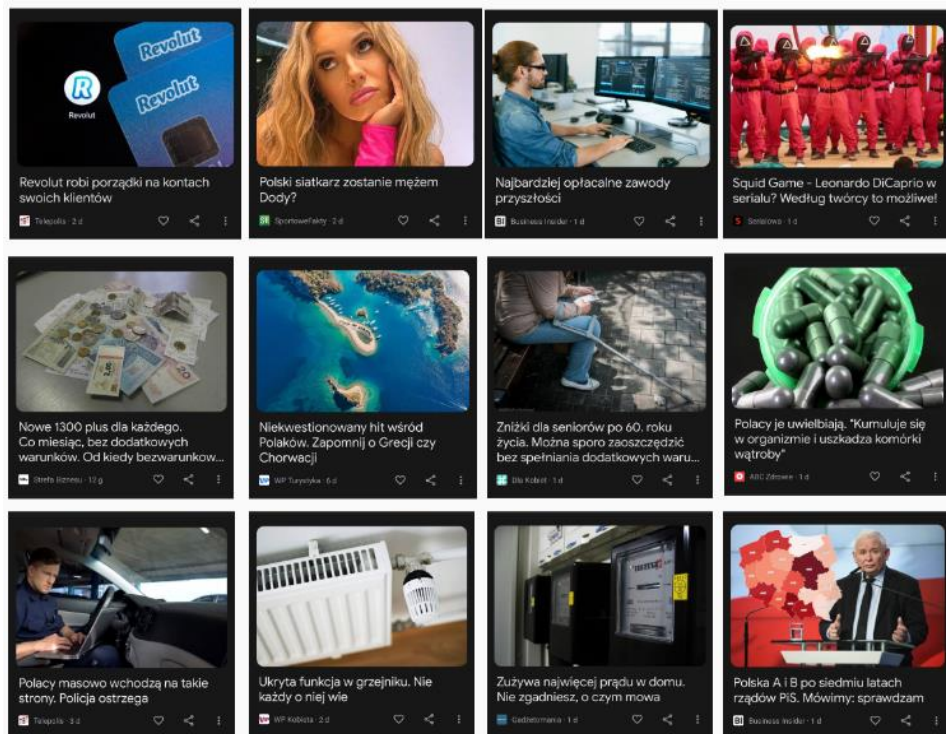 Revolut
Revolut
Revolut
Revolut robi porządki na kontach
swoich klientów
Telepolis · 2 d
Polski siatkarz zostanie mężem
Dody?
SportoweFakty · 2 d
Najbardziej opłacalne zawody
przyszłości
BI Business Insider · 1 d
Squid Game - Leonardo DiCaprio w
serialu? Według twórcy to możliwe!
S Serialowa · 1 d
Nowe 1300 plus dla każdego.
Co miesiąc, bez dodatkowych
warunków. Od kiedy bezwarunkow...
Strefa Biznesu · 12 g
Niekwestionowany hit wśród
Polaków. Zapomnij o Grecji czy
Chorwacji
WP Turystyka · 6 d
Zniżki dla seniorów po 60. roku
życia. Można sporo zaoszczędzić
bez spełniania dodatkowych waru...
Dla Kobiet · 1 d
Polacy je uwielbiają. "Kumuluje się
w organizmie i uszkadza komórki
wątroby"
ABC Zdrowie · 1 d
Polacy masowo wchodzą na takie
strony. Policja ostrzega
Telepolis · 3 d
Ukryta funkcja w grzejniku. Nie
każdy o niej wie
WP Kobieta · 2 d
Zużywa najwięcej prądu w domu.
Nie zgadniesz, o czym mowa
Gadżetomania · 1 d
Polska A i B po siedmiu latach
rządów PiS. Mówimy: sprawdzam
BI Business Insider · 1 d